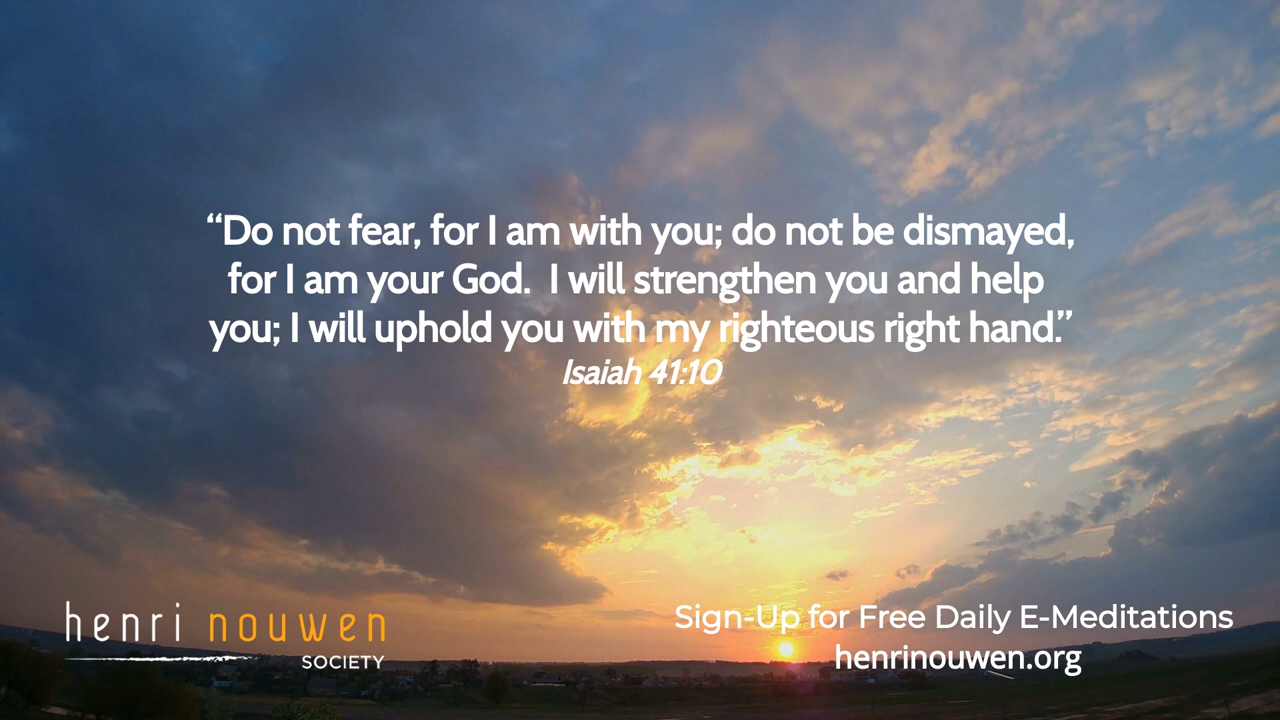 “Do not fear, for I am with you; do not be dismayed,
for I am your God.  I will strengthen you and help
you; I will uphold you with my righteous right hand.”
Isaiah 41:10
henri nouwen
SOCIETY
Sign-Up for Free Daily E-Meditations
henrinouwen.org